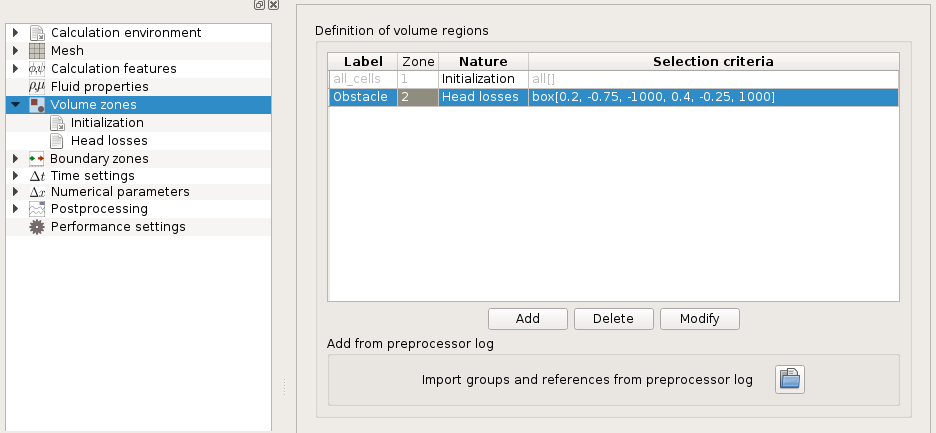 Calculation environment
Mesh
Calculation features
Fluid properties
Volume zones
Initialization
Head losses
Boundary zones
Δt Time settings
Δx Numerical parameters
Postprocessing
Performance settings
Definition of volume regions
Label Zone Nature Selection criteria
all_cells 1 Initialization all[]
Obstacle 2 Head losses box[0.2, -0.75, -1000, 0.4, -0.25, 1000]
Add Delete Modify
Add from preprocessor log
Import groups and references from preprocessor log